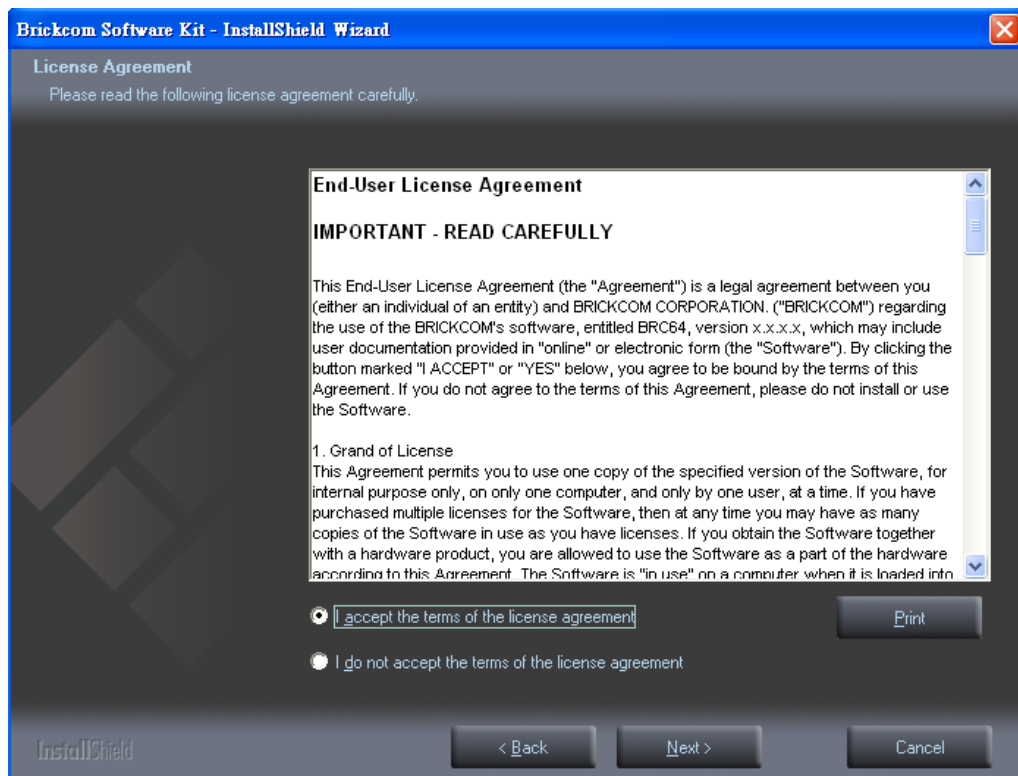 Brickcom Software Kit - InstallShield Wizard
License Agreement
Please read the following license agreement carefully.
End-User License Agreement
IMPORTANT - READ CAREFULLY
This End-User License Agreement (the "Agreement") is a legal agreement between you
(either an individual of an entity) and BRICKCOM CORPORATION. ("BRICKCOM") regarding
the use of the BRICKCOM's software, entitled BRC64, version x.x.x.x, which may include
user documentation provided in "online" or electronic form (the "Software"). By clicking the
button marked "I ACCEPT" or "YES" below, you agree to be bound by the terms of this
Agreement. If you do not agree to the terms of this Agreement, please do not install or use
the Software.
1. Grand of License
This Agreement permits you to use one copy of the specified version of the Software, for
internal purpose only, on only one computer, and only by one user, at a time. If you have
purchased multiple licenses for the Software, then at any time you may have as many
copies of the Software in use as you have licenses. If you obtain the Software together
with a hardware product, you are allowed to use the Software as a part of the hardware
according to this Agreement. The Software is "in use" on a computer when it is loaded into
I accept the terms of the license agreement
Print
I do not accept the terms of the license agreement
InstallShield
< Back
Next >
Cancel